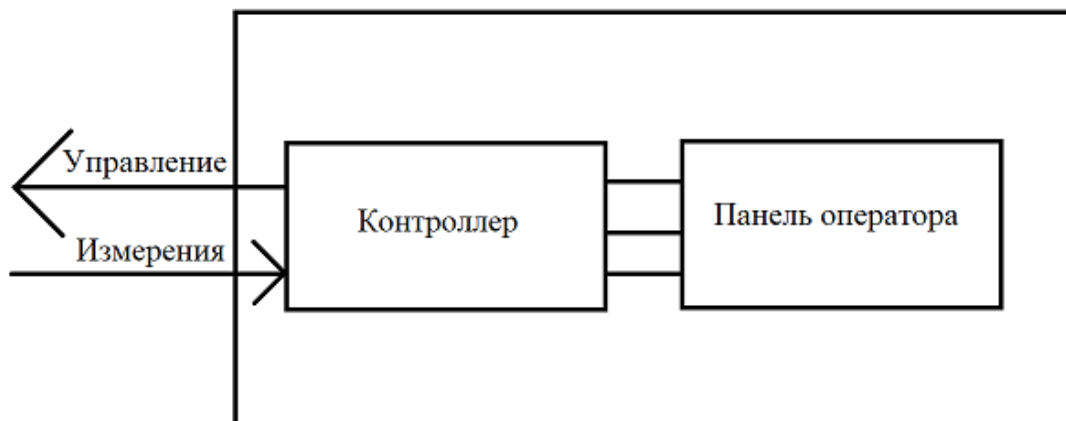 Управление
Измерения
Контроллер
Панель оператора